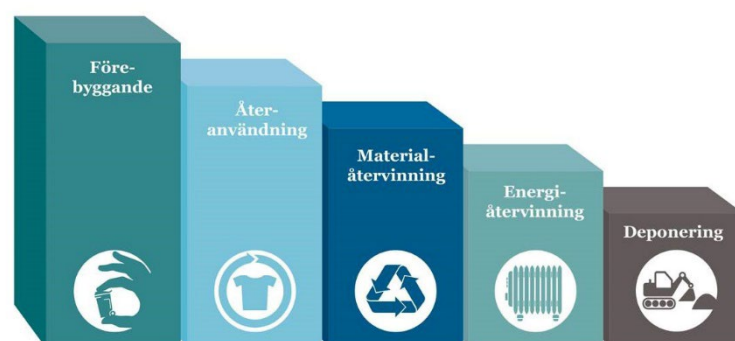 Före-
byggande
Åter-
användning
Material-
återvinning
Energi-
återvinning
Deponering